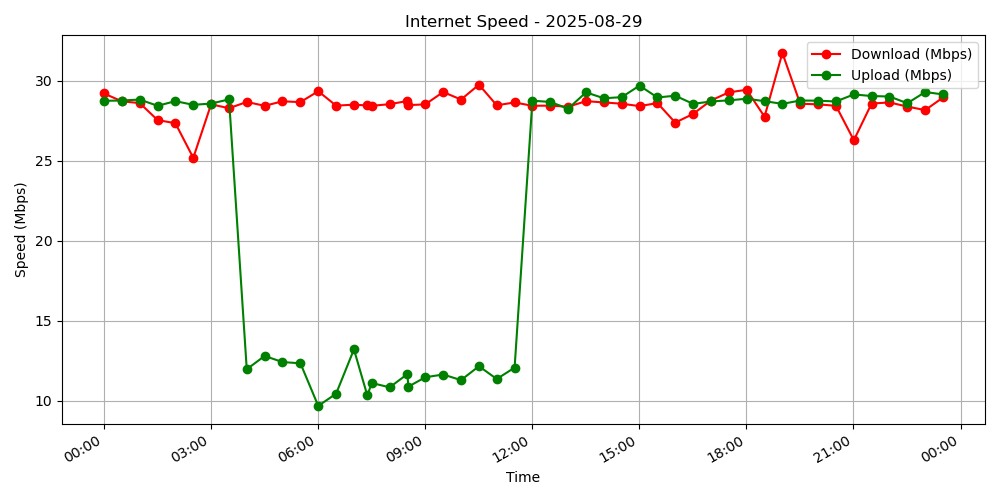 Internet Speed - 2025-08-29
Download (Mbps)
Upload (Mbps)
Speed (Mbps)
30
25
20
15
10
00:00
03:00
06:00
09:00
12:00
15:00
18:00
21:00
00:00
Time